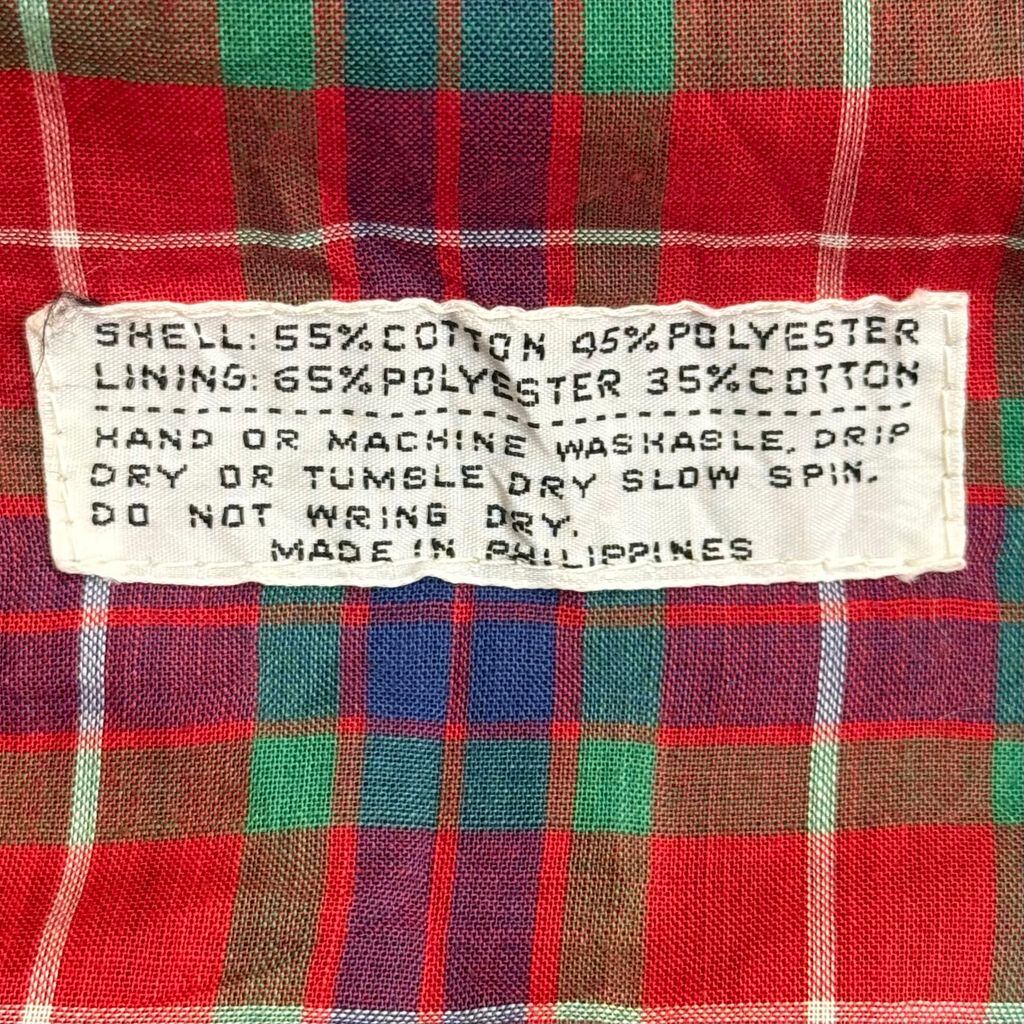 SHELL: 55% COTTON 45% POLYESTER
LINING: 65% POLYESTER 35% COTTON
HAND OR MACHINE WASHABLE. DRIP
DRY OR TUMBLE DRY SLOW SPIN.
DO NOT WRING DRY.
MADE IN PHILIPPINES